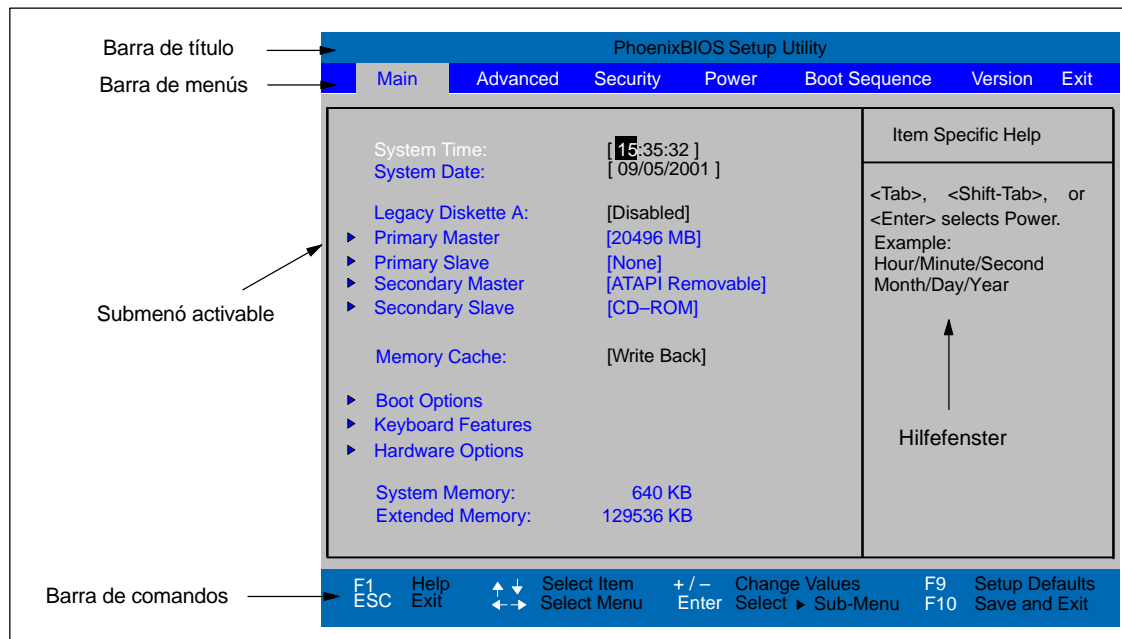 Barra de título
PhoenixBIOS Setup Utility
Barra de menús
Main Advanced Security Power Boot Sequence Version Exit
System Time: [ 15:35:32 ]
System Date: [ 09/05/2001 ]
Legacy Diskette A: [Disabled]
Primary Master [20496 MB]
Primary Slave [None]
Secondary Master [ATAPI Removable]
Secondary Slave [CD–ROM]
Memory Cache: [Write Back]
Boot Options
Keyboard Features
Hardware Options
System Memory: 640 KB
Extended Memory: 129536 KB
Item Specific Help
<Tab>, <Shift-Tab>, or
<Enter> selects Power.
Example:
Hour/Minute/Second
Month/Day/Year
Submenó activable
Hilfefenster
Barra de comandos
F1 Help Select Item + / – Change Values F9 Setup Defaults
ESC Exit Select Menu Enter Select Sub-Menu F10 Save and Exit